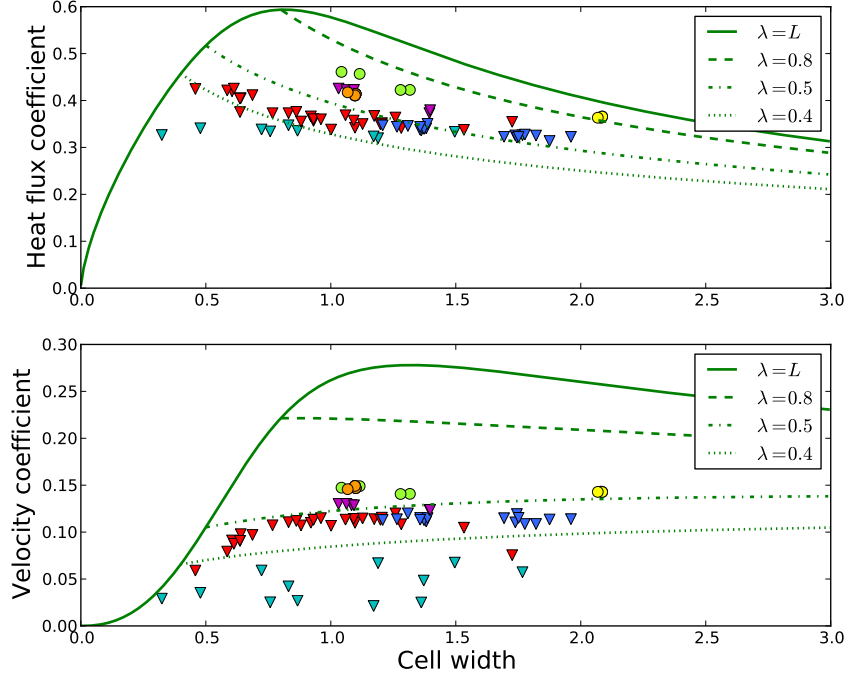 Heat flux coefficient
0.6
0.5
0.4
0.3
0.2
0.1
0.0
0.0 0.5 1.0 1.5 2.0 2.5 3.0
λ=L
λ=0.8
λ=0.5
λ=0.4
Velocity coefficient
0.30
0.25
0.20
0.15
0.10
0.05
0.00
0.0 0.5 1.0 1.5 2.0 2.5 3.0
λ=L
λ=0.8
λ=0.5
λ=0.4
Cell width